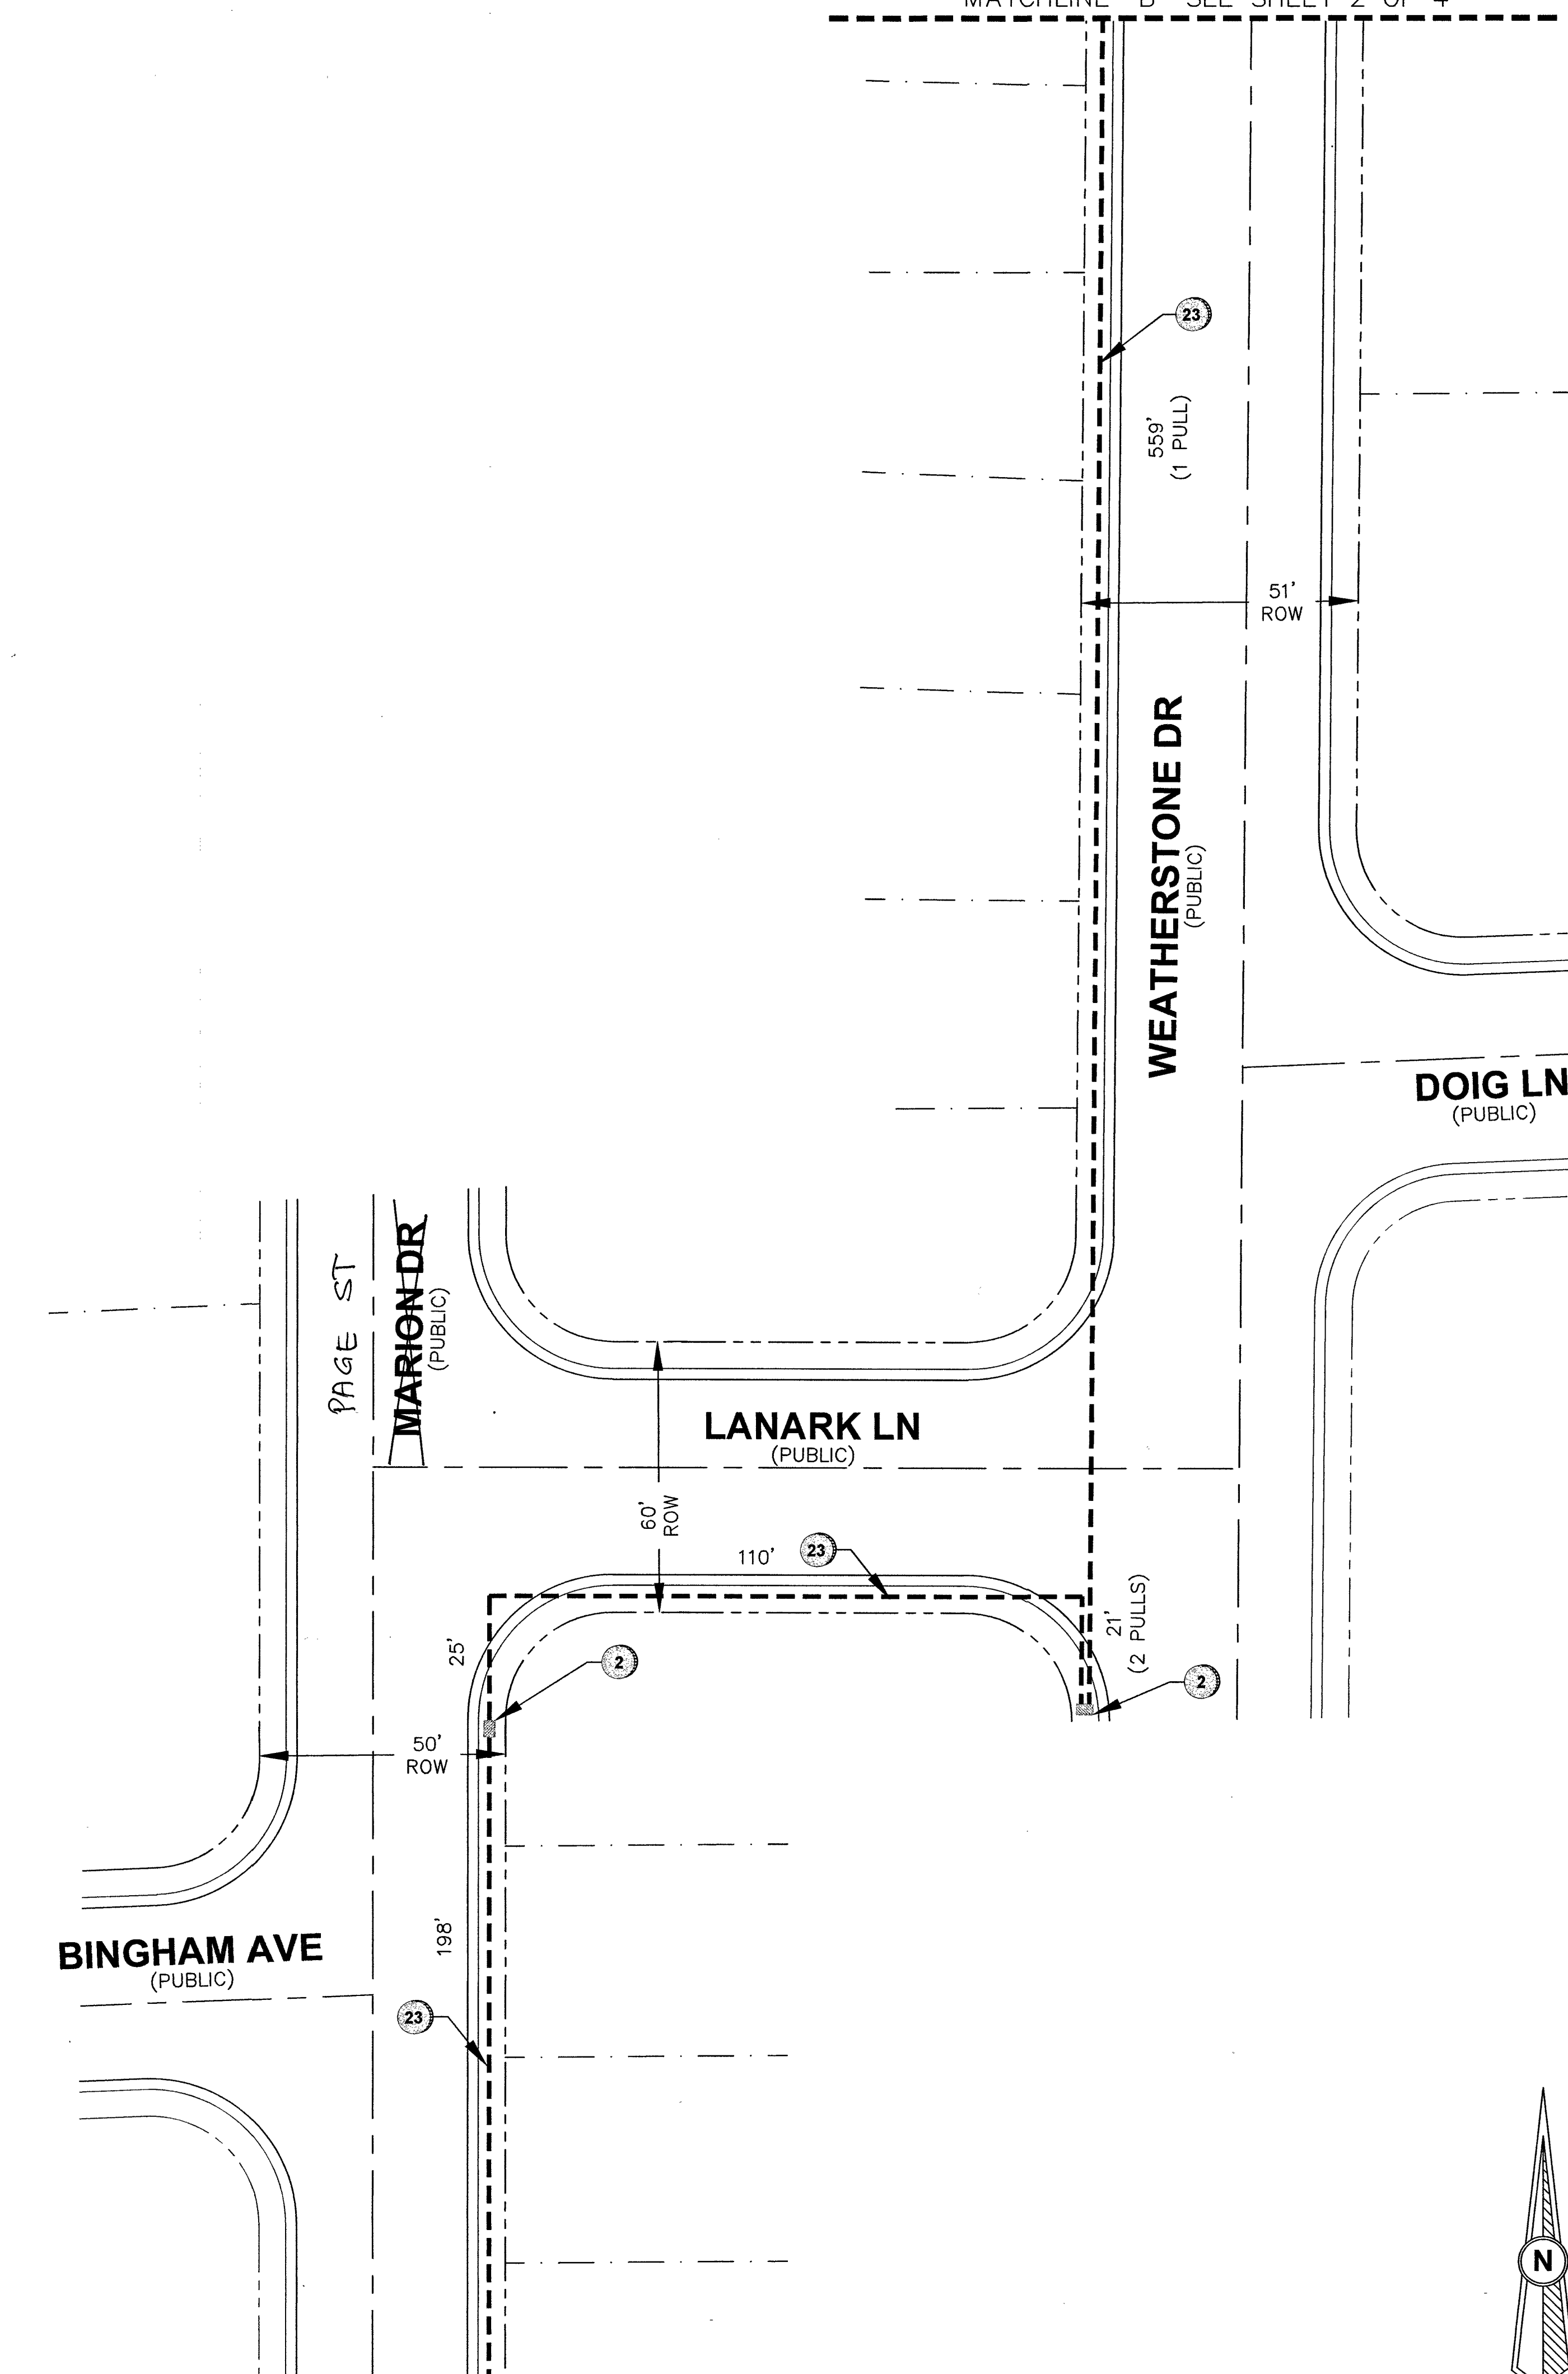 MATCHLINE "B" SEE SHEET 2 OF 4
23
559'
(1 PULL)
51'
ROW
WEATHERSTONE DR
(PUBLIC)
DOIG LN
(PUBLIC)
PAGE ST
MARION DR
(PUBLIC)
LANARK LN
(PUBLIC)
60'
ROW
110'
23
21'
(2 PULLS)
25'
2
2
50'
ROW
198'
BINGHAM AVE
(PUBLIC)
23
N